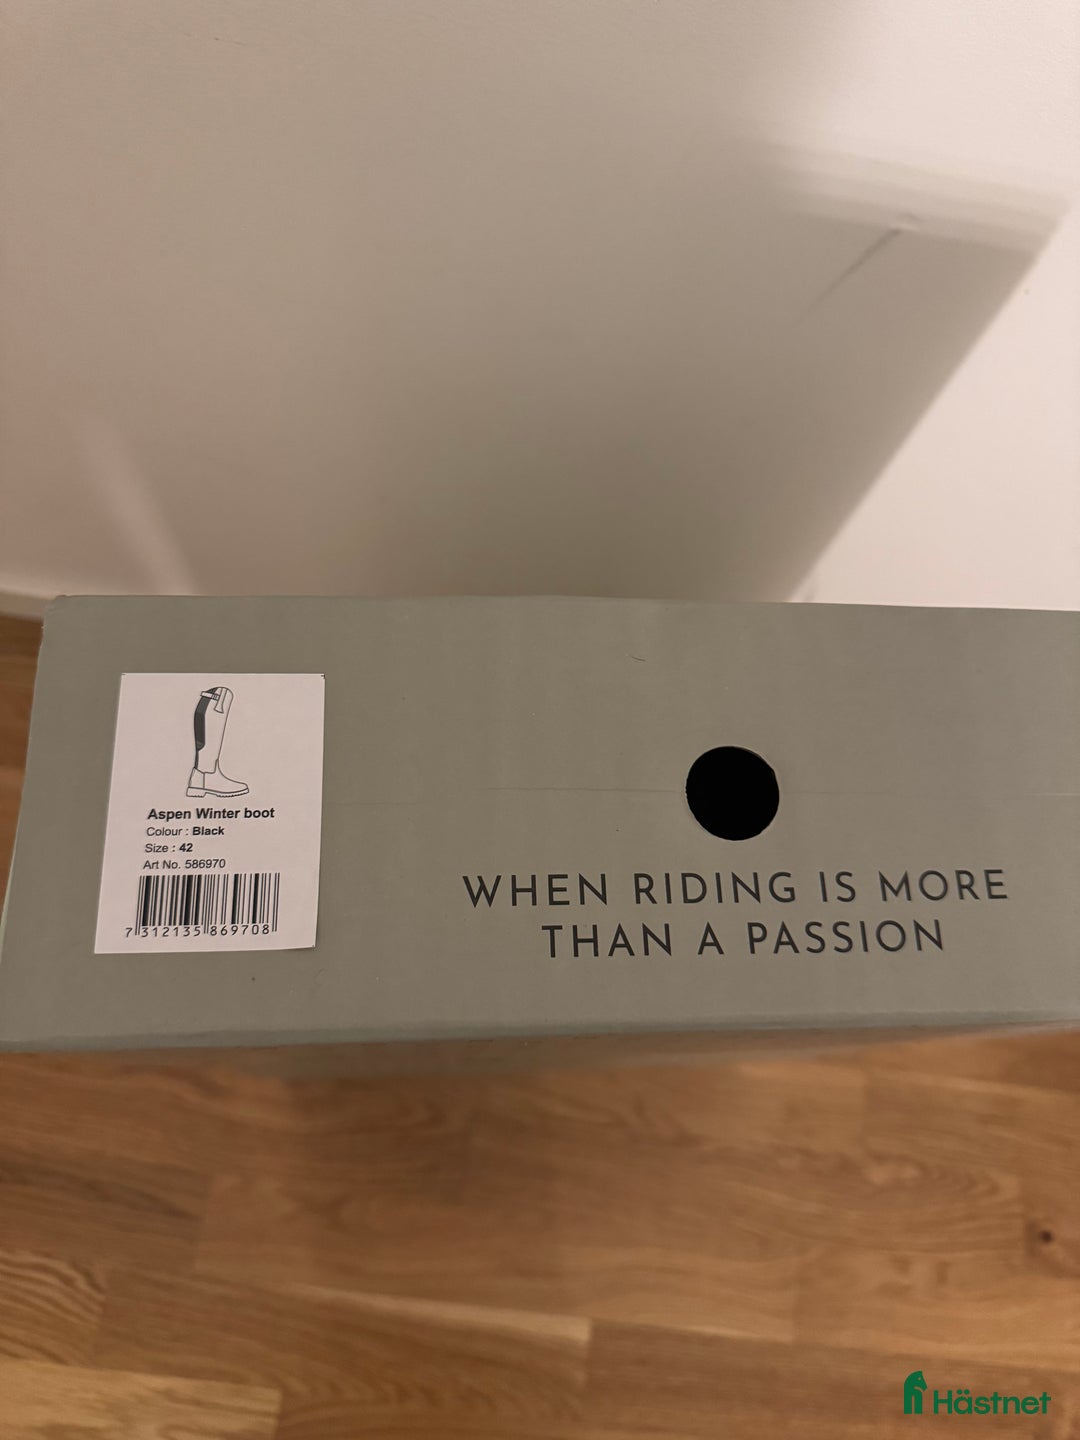 Aspen Winter boot
Colour : Black
Size : 42
Art No. 586970
7 312135 869708
WHEN RIDING IS MORE
THAN A PASSION
Hästnet